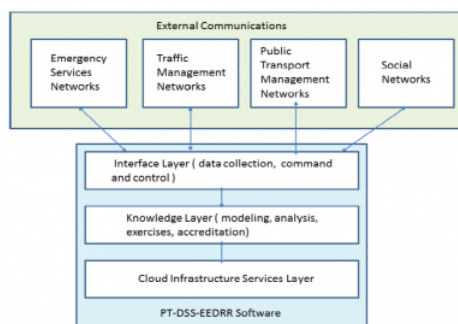 External Communications
Emergency
Services
Networks
Traffic
Management
Networks
Public
Transport
Management
Networks
Social
Networks
Interface Layer ( data collection, command
and control )
Knowledge Layer ( modeling, analysis,
exercises, accreditation)
Cloud Infrastructure Services Layer
PT-DSS-EEDRR Software